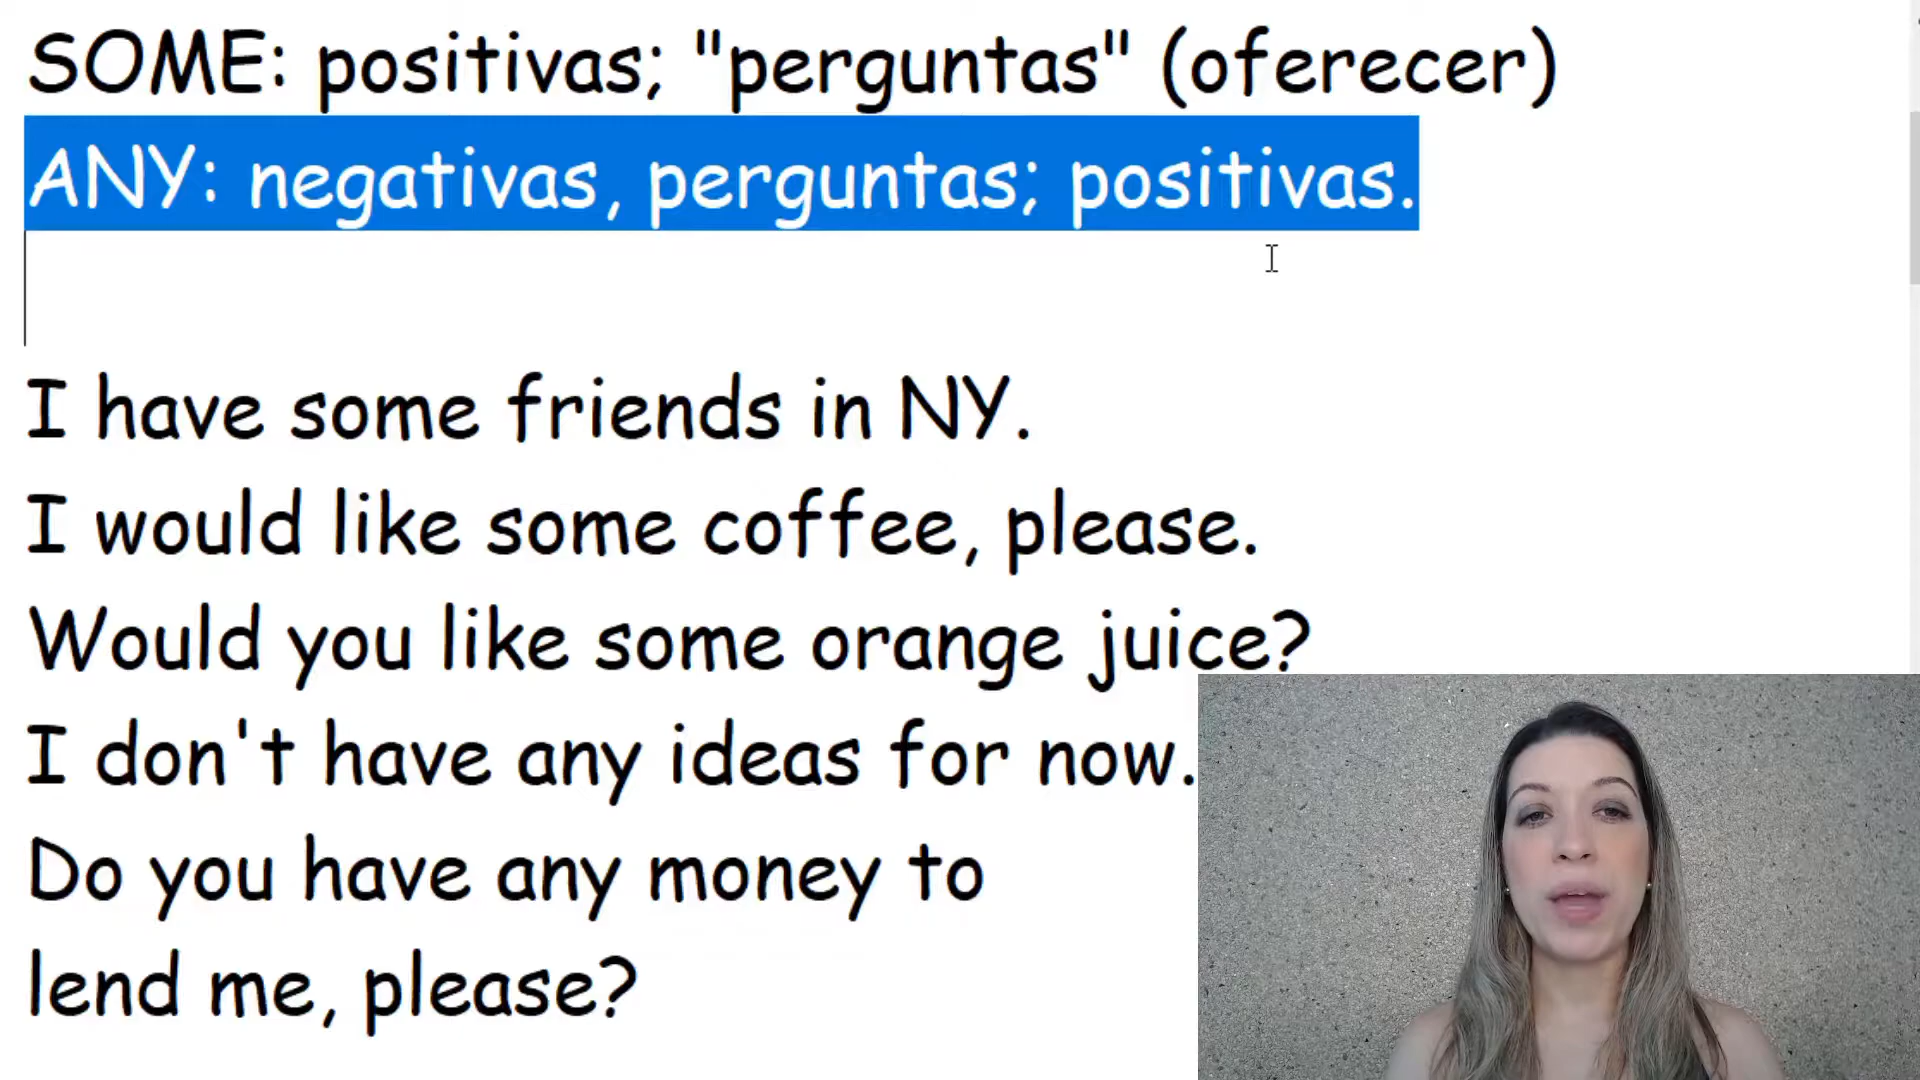 SOME: positivas; "perguntas" (oferecer)
ANY: negativas, perguntas; positivas.
I have some friends in NY.
I would like some coffee, please.
Would you like some orange juice?
I don't have any ideas for now.
Do you have any money to
lend me, please?